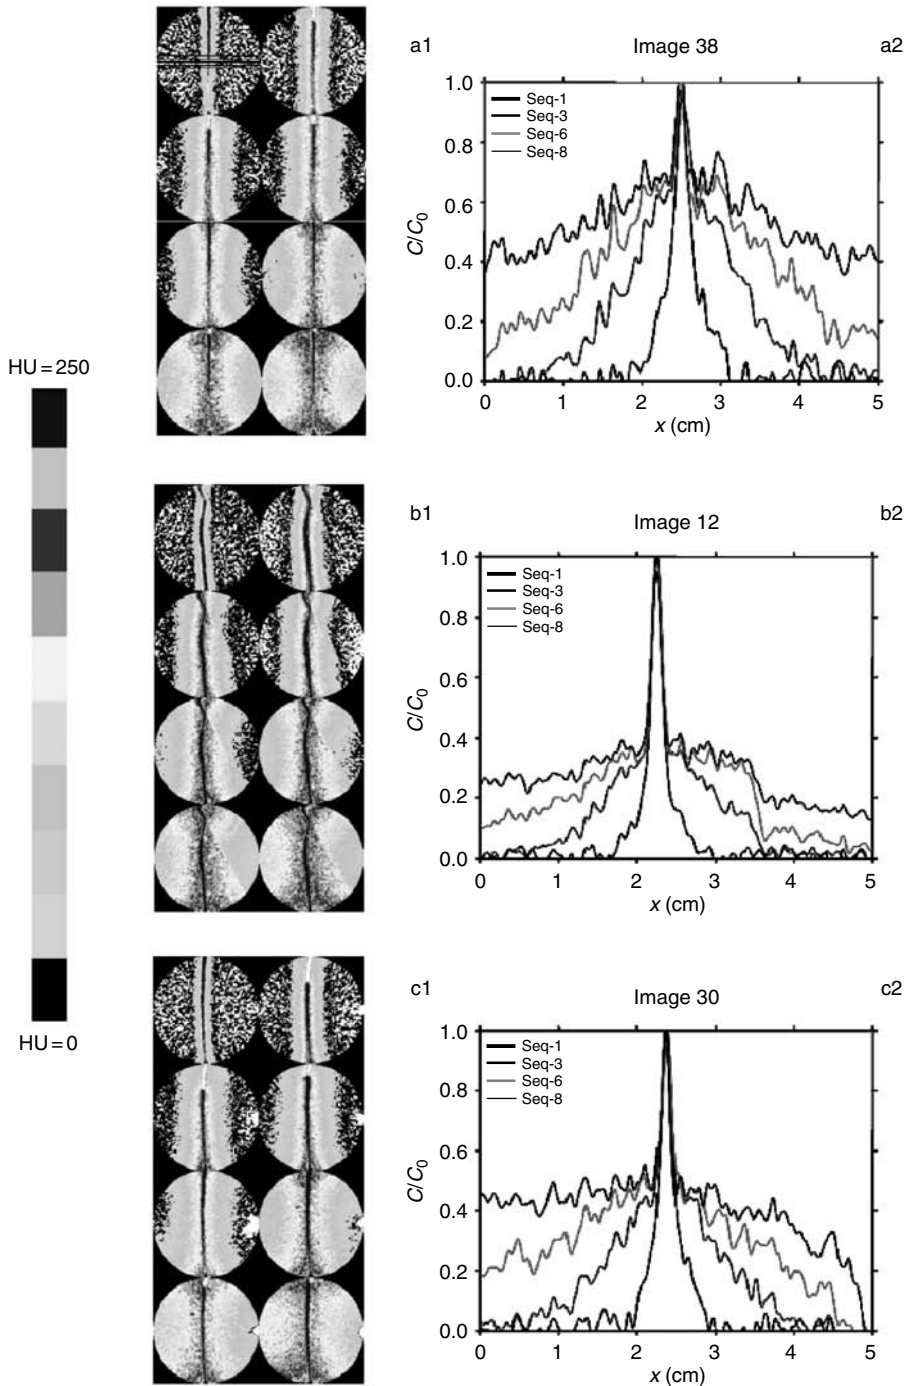 HU = 250
HU = 0
a1
Image 38
a2
Seq-1
Seq-3
Seq-6
Seq-8
C/C0
1.0
0.8
0.6
0.4
0.2
0.0
0 1 2 3 4 5
x (cm)
b1
Image 12
b2
Seq-1
Seq-3
Seq-6
Seq-8
C/C0
1.0
0.8
0.6
0.4
0.2
0.0
0 1 2 3 4 5
x (cm)
c1
Image 30
c2
Seq-1
Seq-3
Seq-6
Seq-8
C/C0
1.0
0.8
0.6
0.4
0.2
0.0
0 1 2 3 4 5
x (cm)